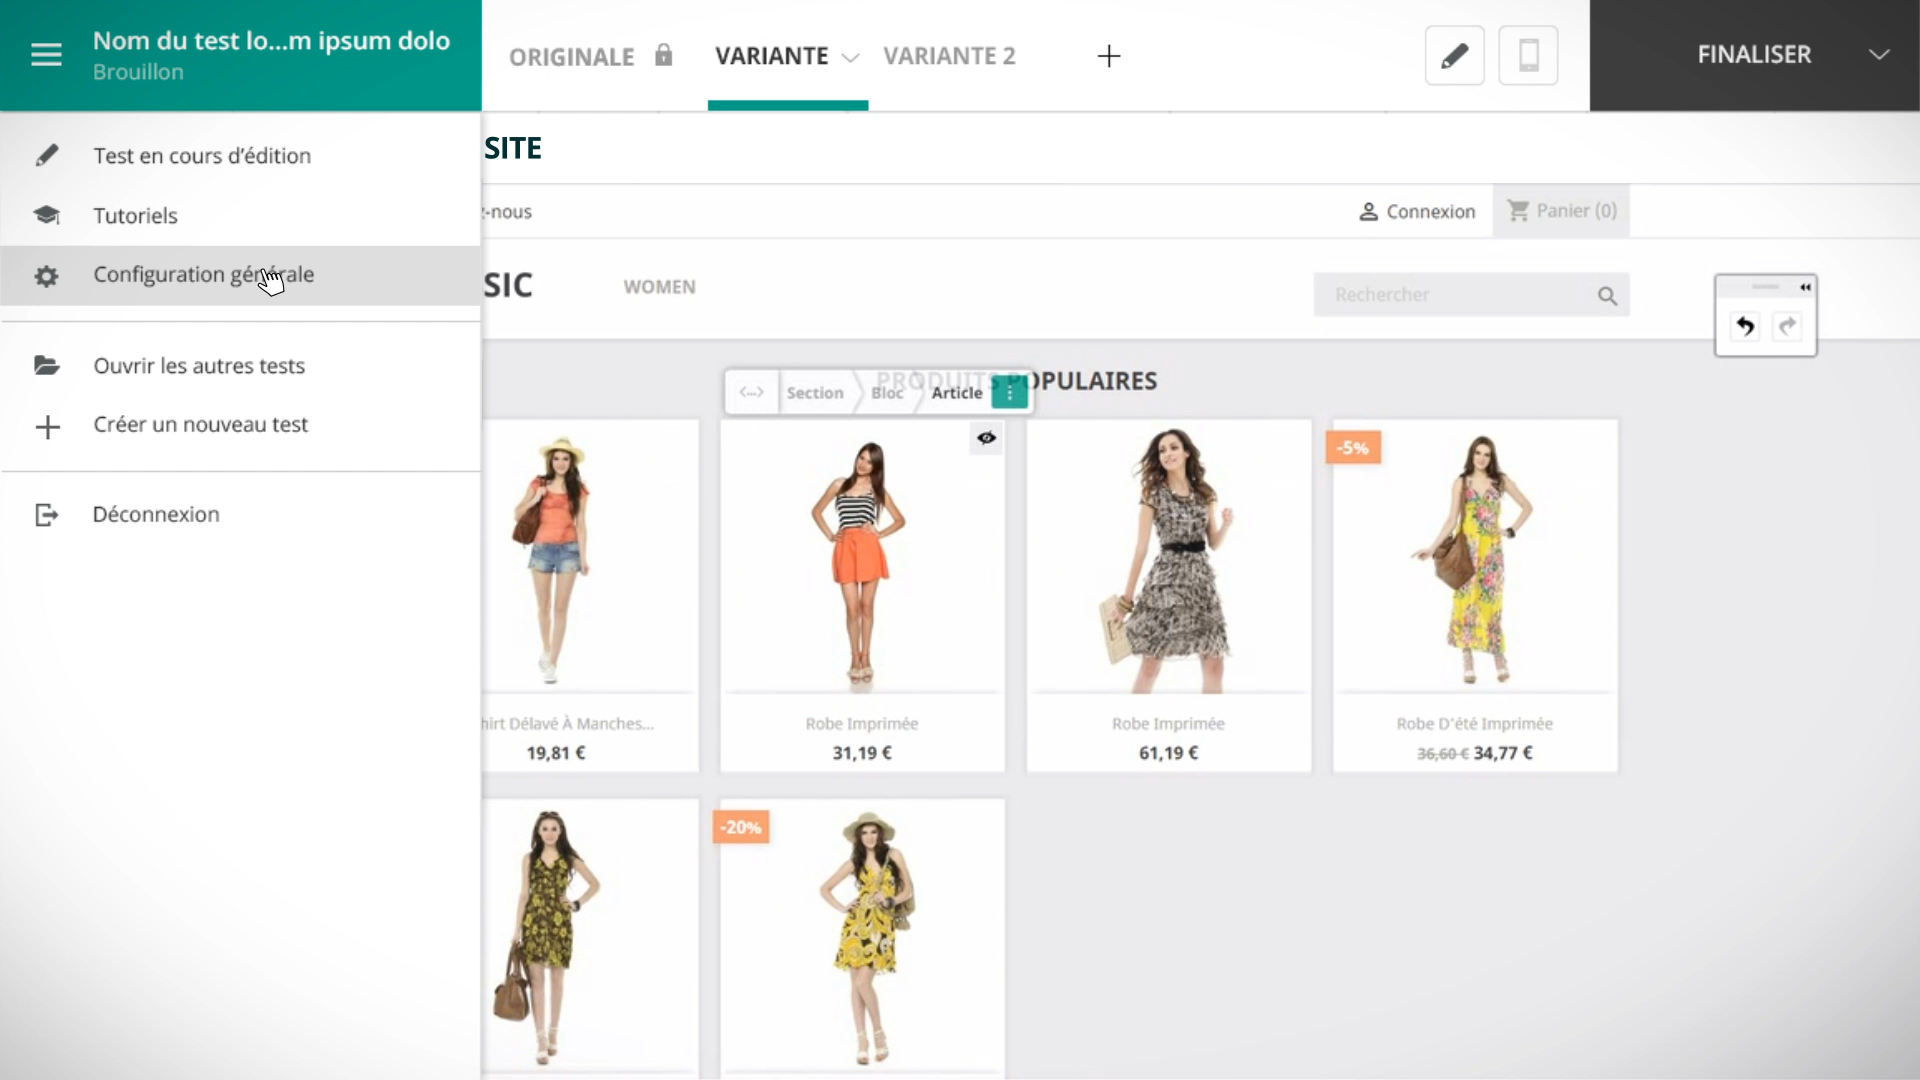 Nom du test lo...m ipsum dolo
Brouillon
ORIGINALE
VARIANTE
VARIANTE 2
FINALISER
Test en cours d'édition
Tutoriels
Configuration générale
Ouvrir les autres tests
Créer un nouveau test
Déconnexion
SITE
z-nous
Connexion
Panier (0)
SIC
WOMEN
Rechercher
PRODUITS POPULAIRES
Section
Bloc
Article
-5%
hirt Délavé À Manches...
19,81 €
Robe Imprimée
31,19 €
Robe Imprimée
61,19 €
Robe D'été Imprimée
36,60 € 34,77 €
-20%